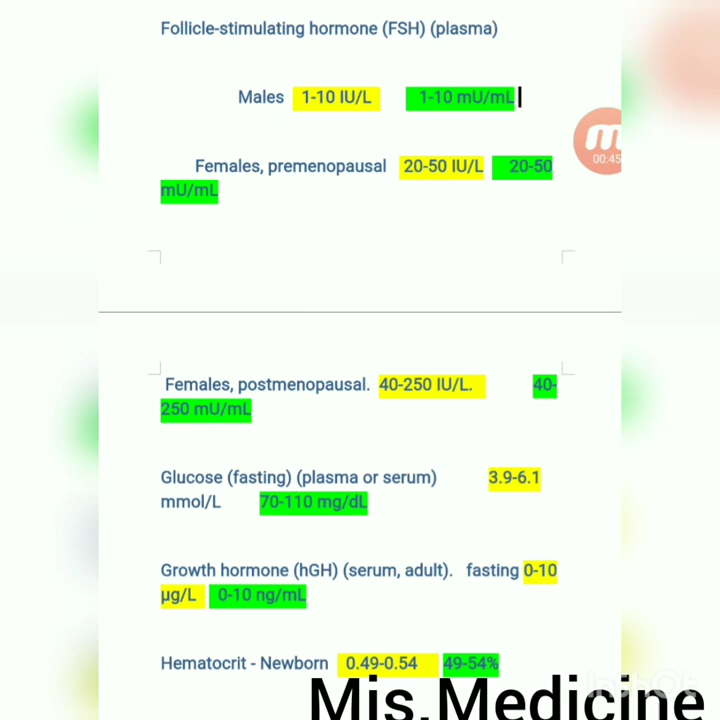 Follicle-stimulating hormone (FSH) (plasma)
Males 1-10 IU/L 1-10 mU/mL
00:45
Females, premenopausal 20-50 IU/L 20-50
mU/mL
Females, postmenopausal. 40-250 IU/L. 40-
250 mU/mL
Glucose (fasting) (plasma or serum) 3.9-6.1
mmol/L 70-110 mg/dL
Growth hormone (hGH) (serum, adult). fasting 0-10
µg/L 0-10 ng/mL
Hematocrit - Newborn 0.49-0.54 49-54%
InShOt
Mis.Medicine